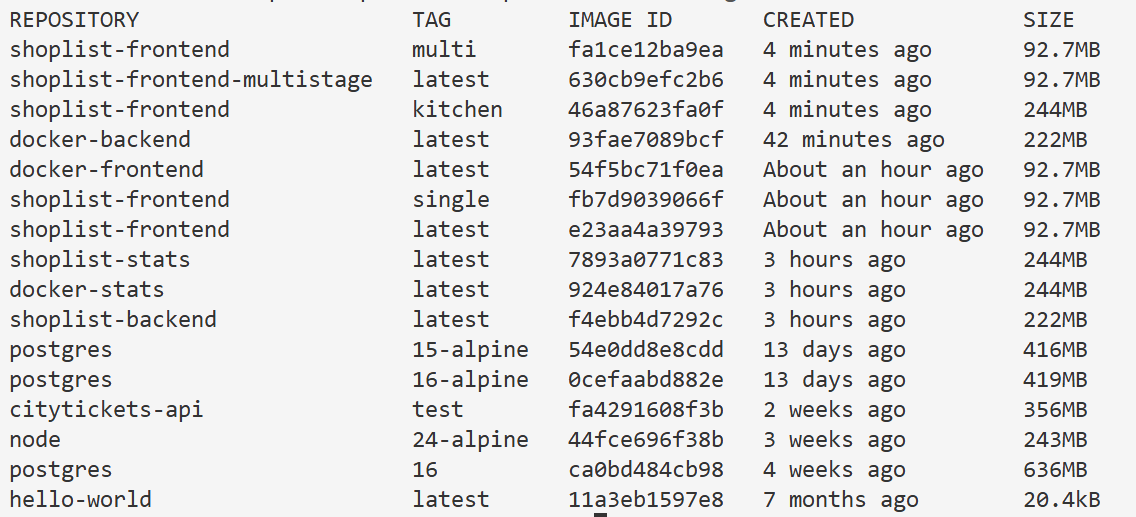 REPOSITORY TAG IMAGE ID CREATED SIZE
shoplist-frontend multi fa1ce12ba9ea 4 minutes ago 92.7MB
shoplist-frontend-multistage latest 630cb9efc2b6 4 minutes ago 92.7MB
shoplist-frontend kitchen 46a87623fa0f 4 minutes ago 244MB
docker-backend latest 93fae7089bcf 42 minutes ago 222MB
docker-frontend latest 54f5bc71f0ea About an hour ago 92.7MB
shoplist-frontend single fb7d9039066f About an hour ago 92.7MB
shoplist-frontend latest e23aa4a39793 About an hour ago 92.7MB
shoplist-stats latest 7893a0771c83 3 hours ago 244MB
docker-stats latest 924e84017a76 3 hours ago 244MB
shoplist-backend latest f4ebb4d7292c 3 hours ago 222MB
postgres 15-alpine 54e0dd8e8cdd 13 days ago 416MB
postgres 16-alpine 0cefaabd882e 13 days ago 419MB
citytickets-api test fa4291608f3b 2 weeks ago 356MB
node 24-alpine 44fce696f38b 3 weeks ago 243MB
postgres 16 ca0bd484cb98 4 weeks ago 636MB
hello-world latest 11a3eb1597e8 7 months ago 20.4kB